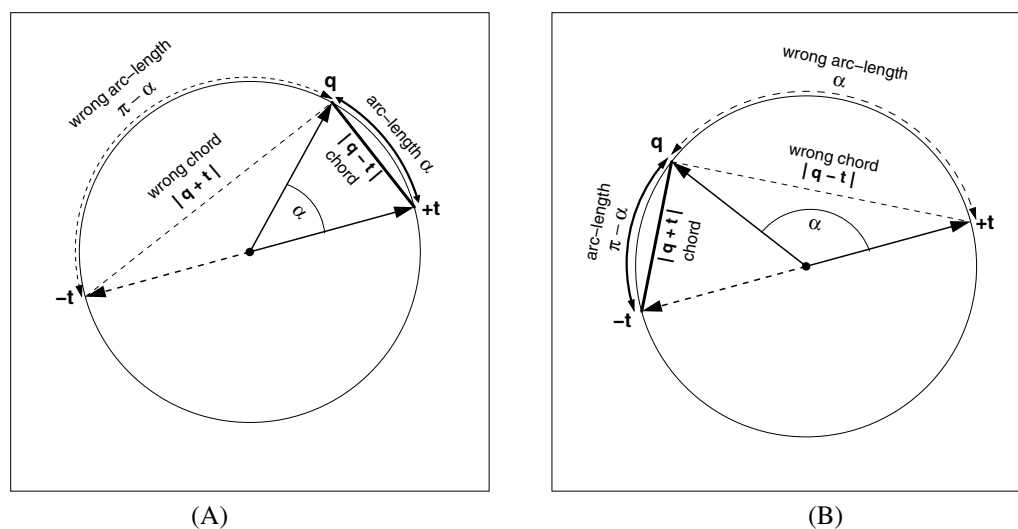 wrong arc–length
π – α
q
arc–length α
| q – t |
chord
wrong chord
| q + t |
α
+t
–t
(A)
wrong arc–length
α
q
wrong chord
| q – t |
arc–length
π – α
| q + t |
chord
α
+t
–t
(B)